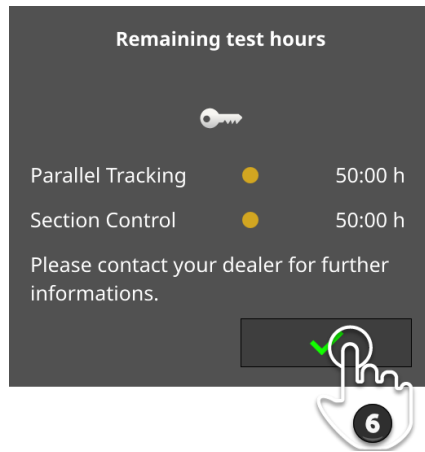 Remaining test hours
Parallel Tracking 50:00 h
Section Control 50:00 h
Please contact your dealer for further
informations.
6